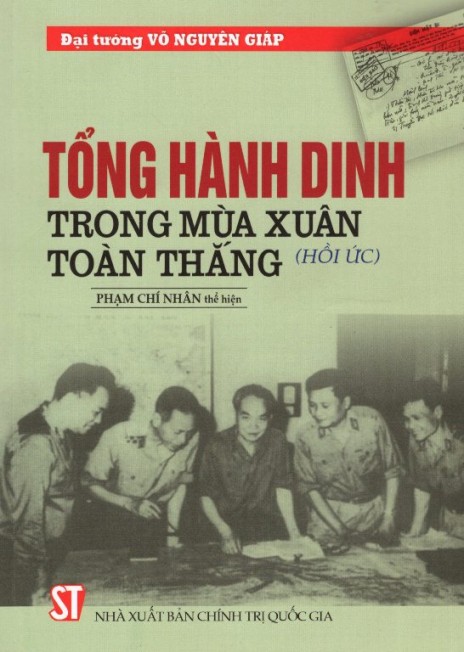 Đại tướng VÕ NGUYÊN GIÁP
TỔNG HÀNH DINH
TRONG MÙA XUÂN
TOÀN THẮNG (HỒI ỨC)
PHẠM CHÍ NHÂN thể hiện
ST
NHÀ XUẤT BẢN CHÍNH TRỊ QUỐC GIA